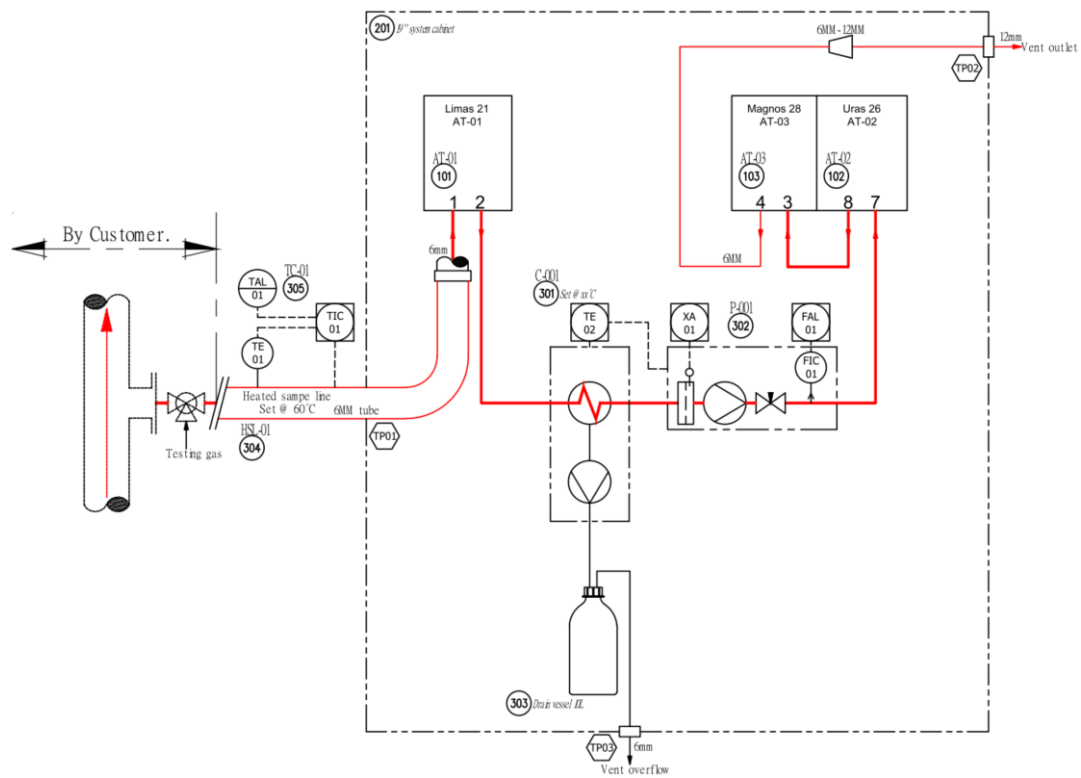 201 19" system cabinet
6MM-12MM
12mm
Vent outlet
TP02
Limas 21
AT-01
Magnos 28
AT-03
Uras 26
AT-02
AT-01
101
AT-03
103
AT-02
102
1 2
4 3 8 7
By Customer.
6mm
6MM
TAL
01
TC-01
305
TIC
01
TE
01
C-001
301 Set @ xx℃
TE
02
XA
01
P-001
302
FAL
01
FIC
01
Heated sampe line
Set @ 60℃
6MM tube
HSL-01
304
TP01
Testing gas
303 Drain vessel 10L
TP03
6mm
Vent overflow